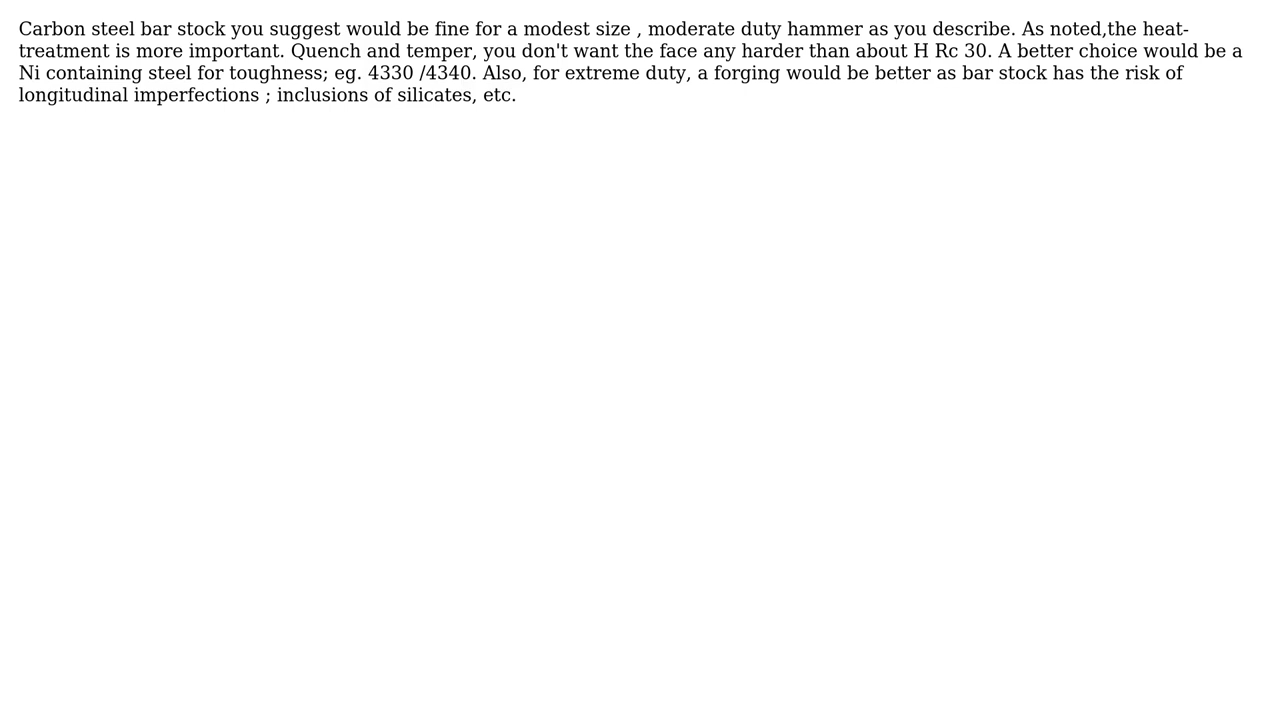 Carbon steel bar stock you suggest would be fine for a modest size , moderate duty hammer as you describe. As noted,the heat-
treatment is more important. Quench and temper, you don't want the face any harder than about H Rc 30. A better choice would be a
Ni containing steel for toughness; eg. 4330 /4340. Also, for extreme duty, a forging would be better as bar stock has the risk of
longitudinal imperfections ; inclusions of silicates, etc.